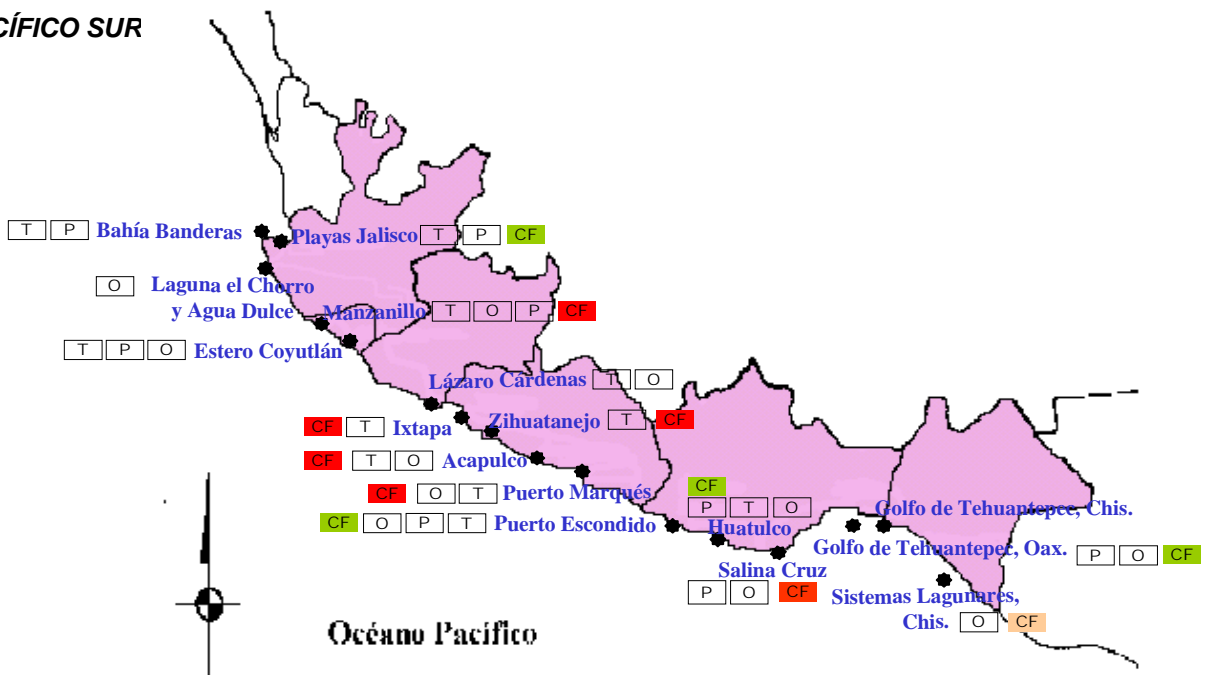 CÍFICO SUR
T P Bahía Banderas
Playas Jalisco T P CF
O Laguna el Chorro
y Agua Dulce
Manzanillo T O P CF
T P O Estero Coyutlán
Lázaro Cárdenas T O
CF T Ixtapa
Zihuatanejo T CF
CF T O Acapulco
CF O T Puerto Marqués
CF O P T Puerto Escondido
CF
P T O
Huatulco
Golfo de Tehuantepec, Chis.
Golfo de Tehuantepec, Oax. P O CF
Salina Cruz
P O CF
Sistemas Lagunares,
Chis. O CF
Océano Pacífico